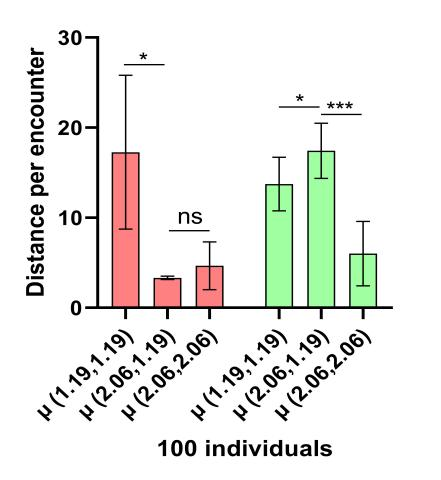 30
20
10
0
Distance per encounter
*
ns
*
***
μ (1.19,1.19)
μ (2.06,1.19)
μ (2.06,2.06)
μ (1.19,1.19)
μ (2.06,1.19)
μ (2.06,2.06)
100 individuals